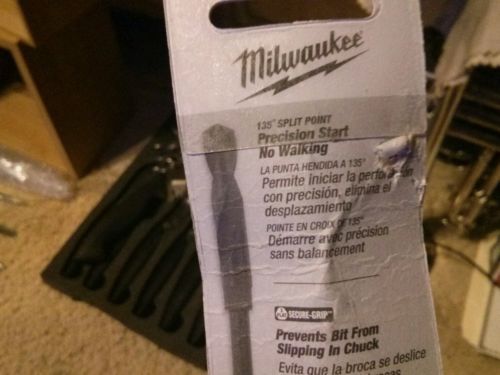 Milwaukee
135° SPLIT POINT
Precision Start
No Walking
LA PUNTA HENDIDA A 135°
Permite iniciar la perforación
con precisión, elimina el
desplazamiento
POINTE EN CROIX DE 135°
Démarre avec précision
sans balancement
SECURE-GRIP™
Prevents Bit From
Slipping In Chuck
Evita que la broca se deslice